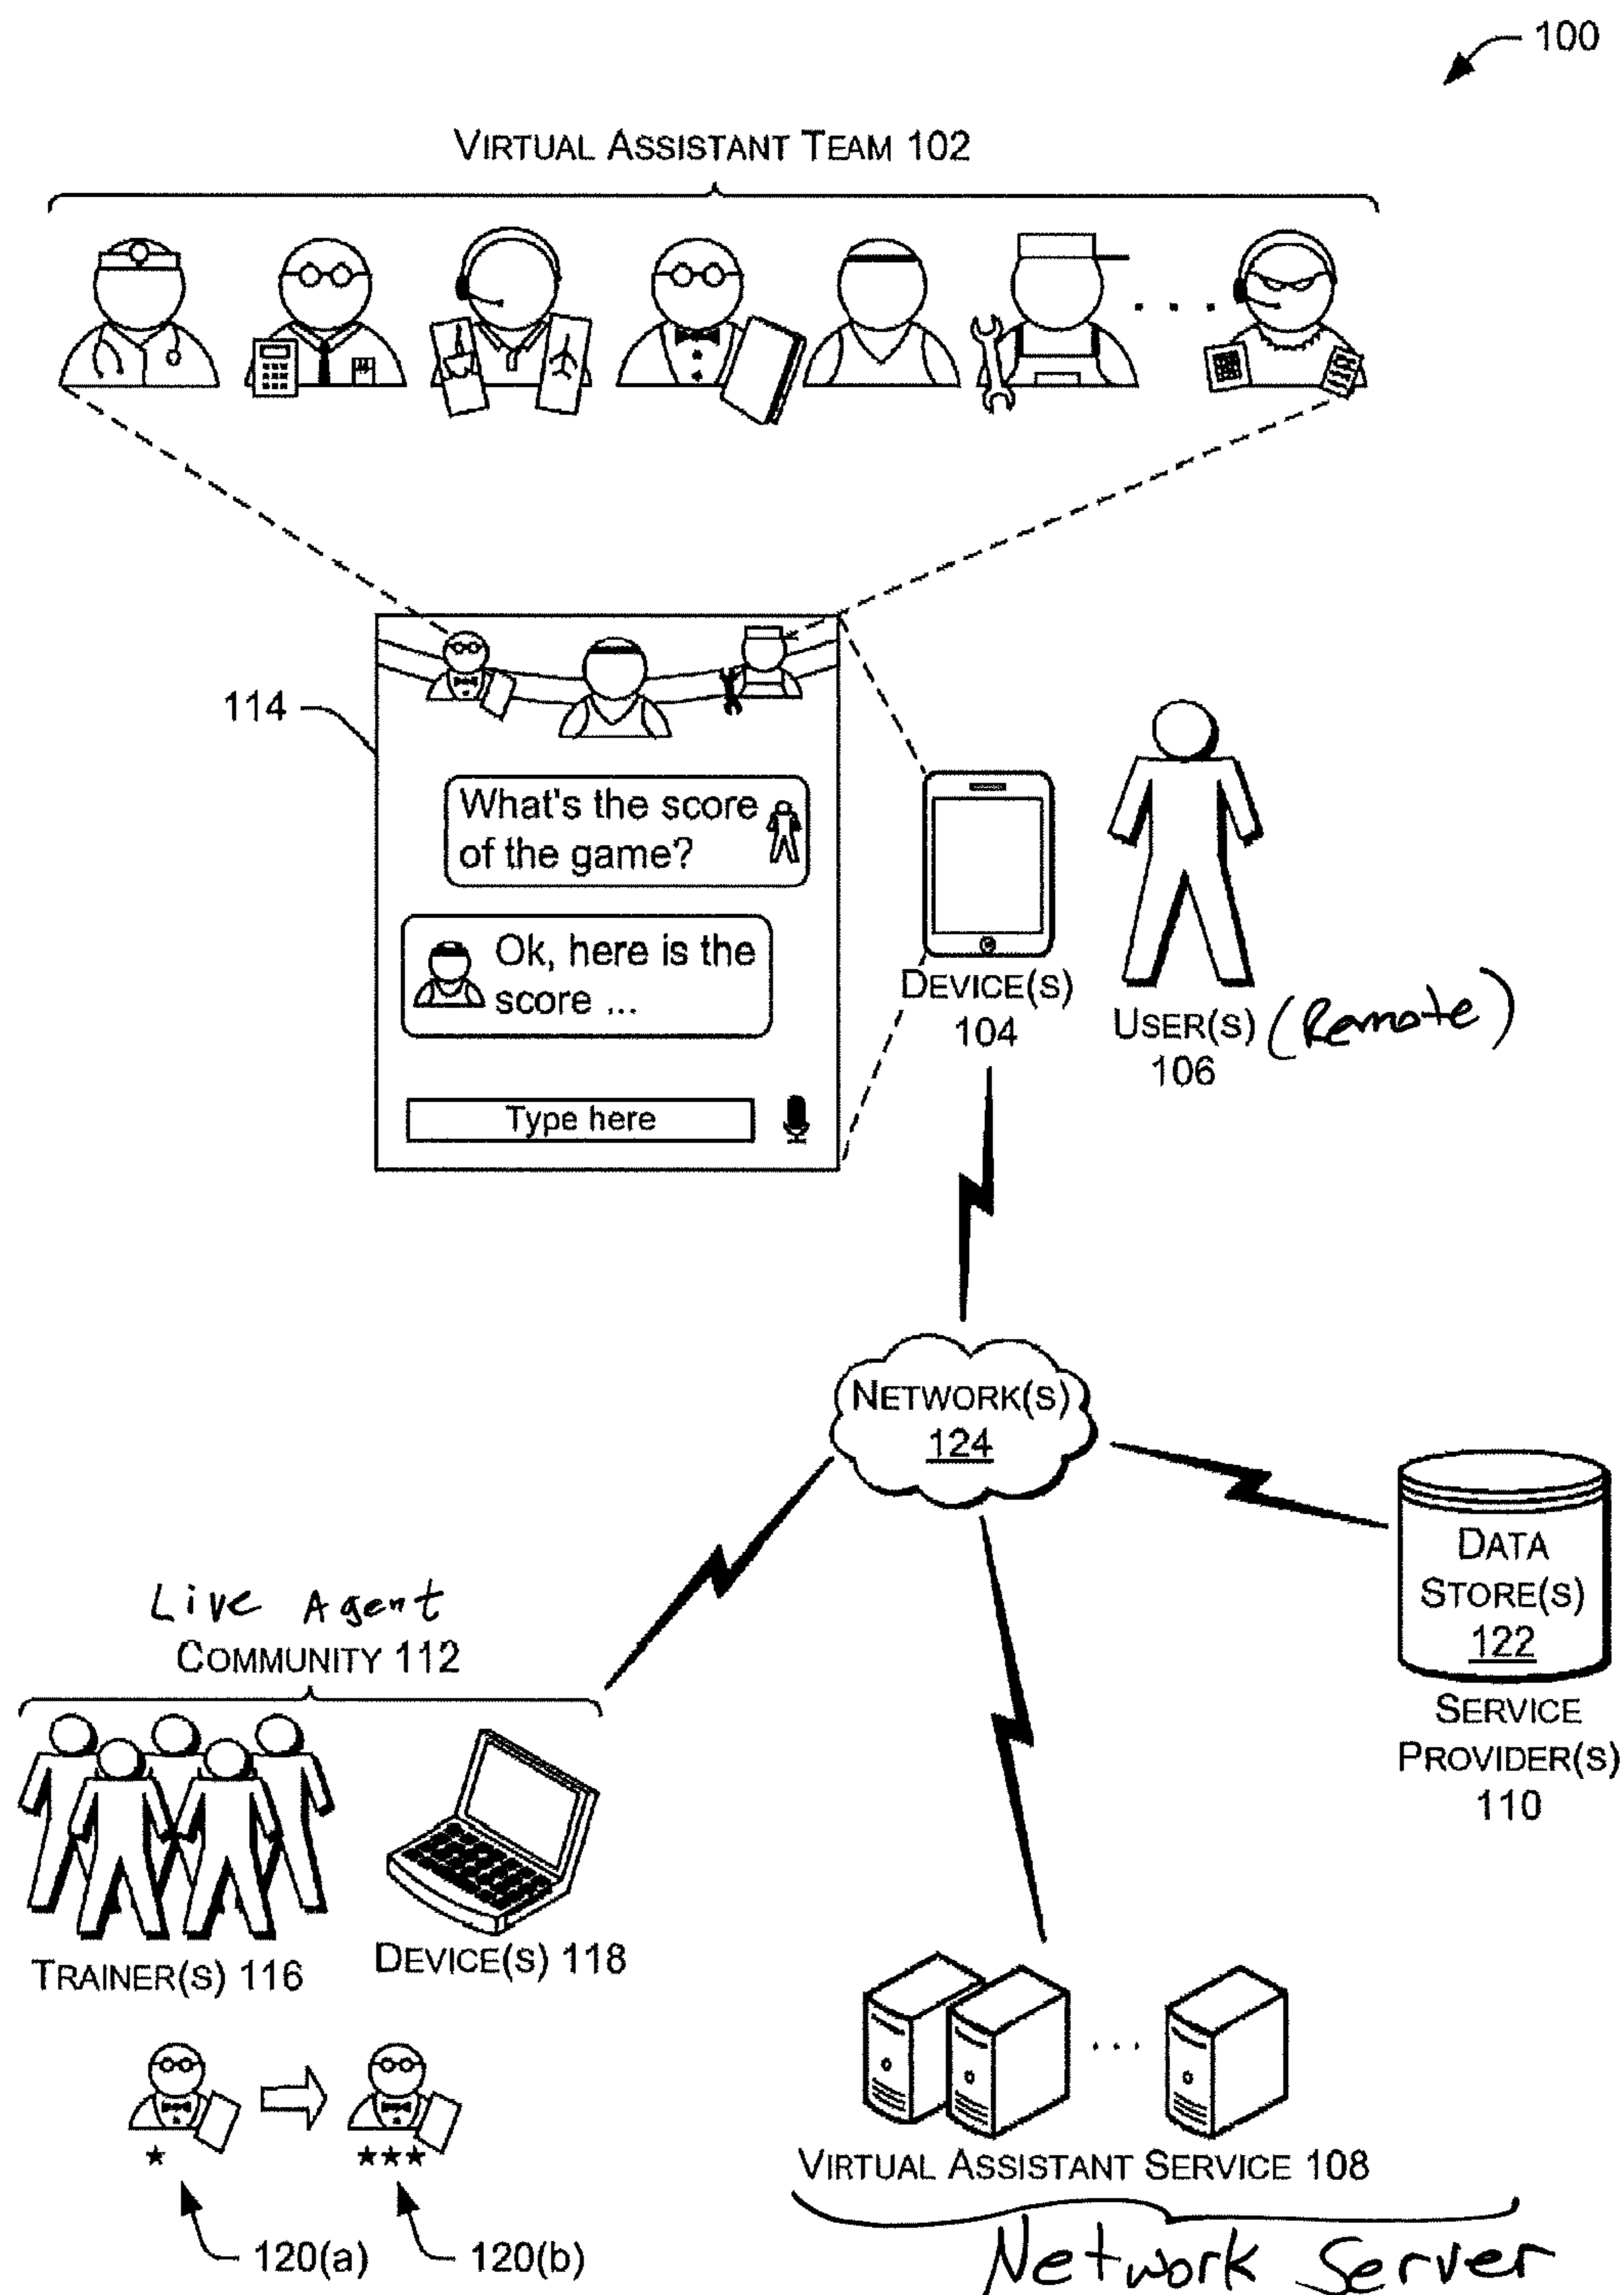 100
VIRTUAL ASSISTANT TEAM 102
114
What's the score
of the game?
Ok, here is the
score ...
Type here
DEVICE(S)
104
USER(S) (Remote)
106
NETWORK(S)
124
DATA
STORE(S)
122
SERVICE
PROVIDER(S)
110
Live Agent
COMMUNITY 112
TRAINER(S) 116
DEVICE(S) 118
120(a)
120(b)
VIRTUAL ASSISTANT SERVICE 108
Network Server